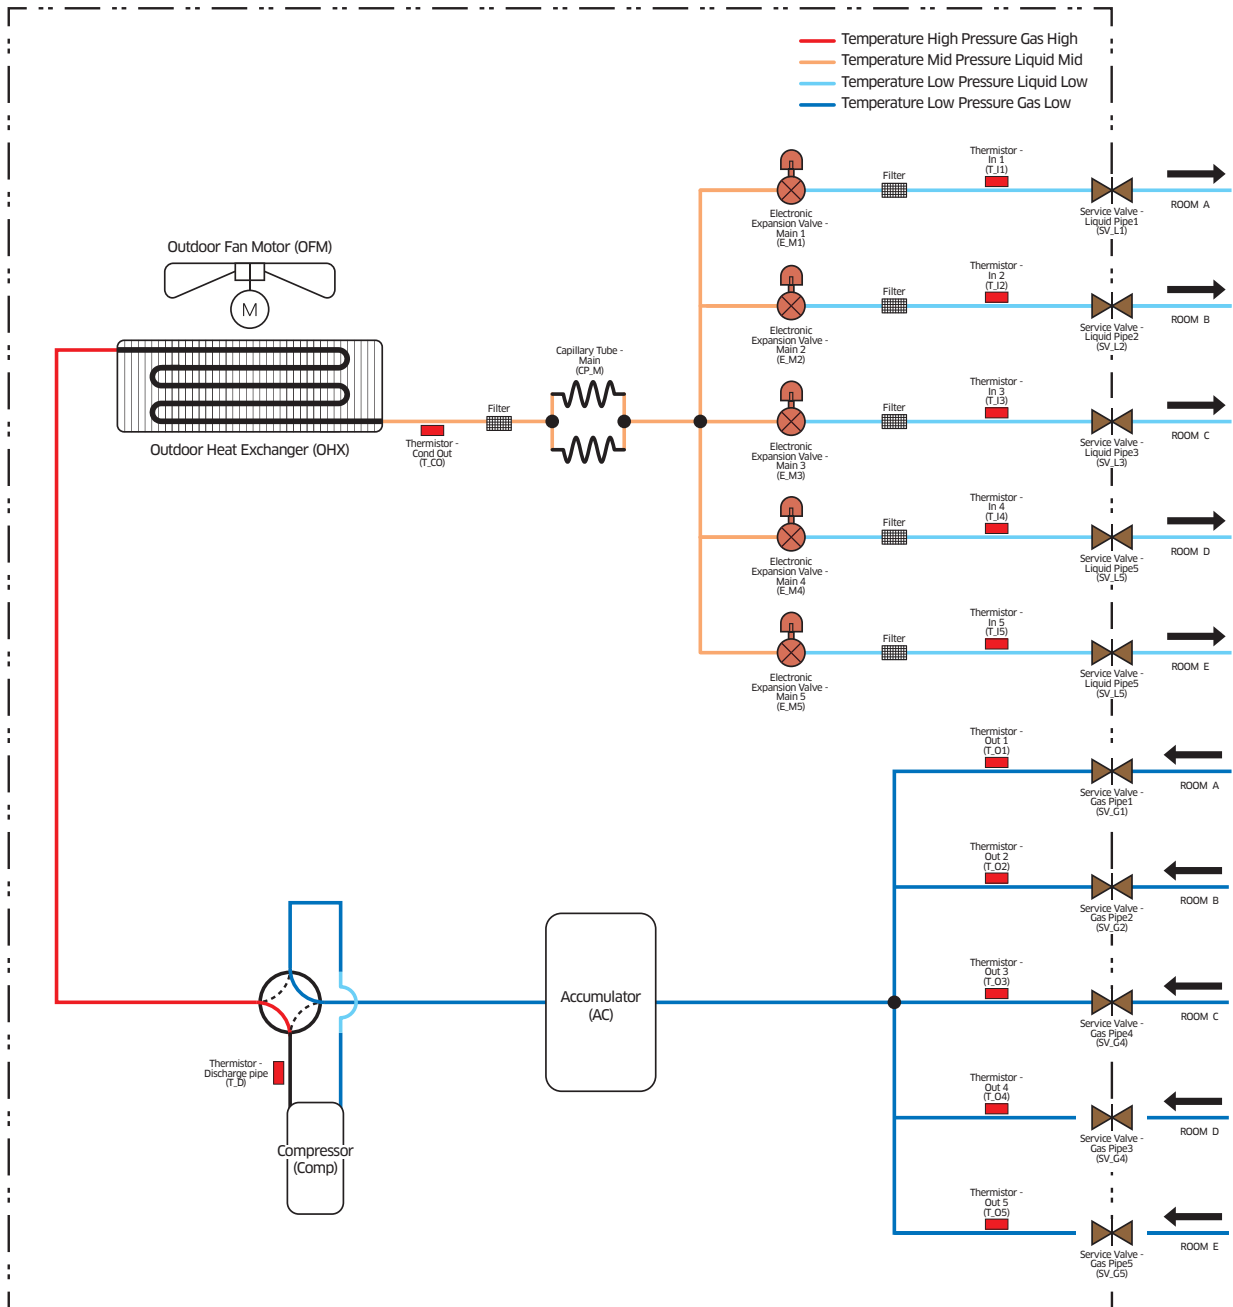 Temperature High Pressure Gas High
Temperature Mid Pressure Liquid Mid
Temperature Low Pressure Liquid Low
Temperature Low Pressure Gas Low
Outdoor Fan Motor (OFM)
M
Outdoor Heat Exchanger (OHX)
Thermistor -
Cond Out
(T_CO)
Filter
Capillary Tube -
Main
(CP_M)
Electronic
Expansion Valve -
Main 1
(E_M1)
Filter
Thermistor -
In 1
(T_I1)
Service Valve -
Liquid Pipe1
(SV_L1)
ROOM A
Electronic
Expansion Valve -
Main 2
(E_M2)
Filter
Thermistor -
In 2
(T_I2)
Service Valve -
Liquid Pipe2
(SV_L2)
ROOM B
Electronic
Expansion Valve -
Main 3
(E_M3)
Filter
Thermistor -
In 3
(T_I3)
Service Valve -
Liquid Pipe3
(SV_L3)
ROOM C
Electronic
Expansion Valve -
Main 4
(E_M4)
Filter
Thermistor -
In 4
(T_I4)
Service Valve -
Liquid Pipe5
(SV_L5)
ROOM D
Electronic
Expansion Valve -
Main 5
(E_M5)
Filter
Thermistor -
In 5
(T_I5)
Service Valve -
Liquid Pipe5
(SV_L5)
ROOM E
Thermistor -
Out 1
(T_O1)
Service Valve -
Gas Pipe1
(SV_G1)
ROOM A
Thermistor -
Out 2
(T_O2)
Service Valve -
Gas Pipe2
(SV_G2)
ROOM B
Thermistor -
Out 3
(T_O3)
Service Valve -
Gas Pipe4
(SV_G4)
ROOM C
Thermistor -
Out 4
(T_O4)
Service Valve -
Gas Pipe3
(SV_G4)
ROOM D
Thermistor -
Out 5
(T_O5)
Service Valve -
Gas Pipe5
(SV_G5)
ROOM E
Accumulator
(AC)
Thermistor -
Discharge pipe
(T_D)
Compressor
(Comp)